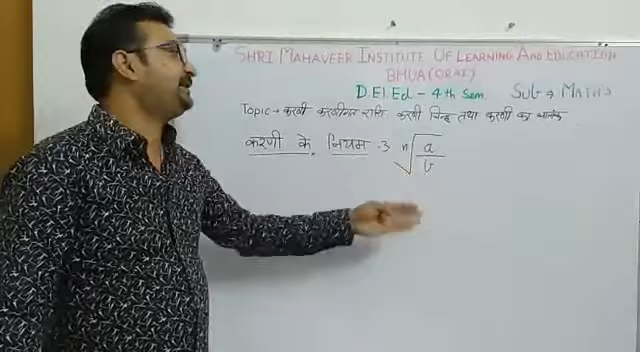 SHRI MAHAVEER INSTITUTE OF LEARNING AND EDUCATION
BHUA (ORAI)
D.El.Ed - 4th Sem. Sub → MATHS
Topic → करणी करणीगत राशि करणी चिन्ह तथा करणी का घातांक
करणी के नियम -3 ⁿ√(a/b)